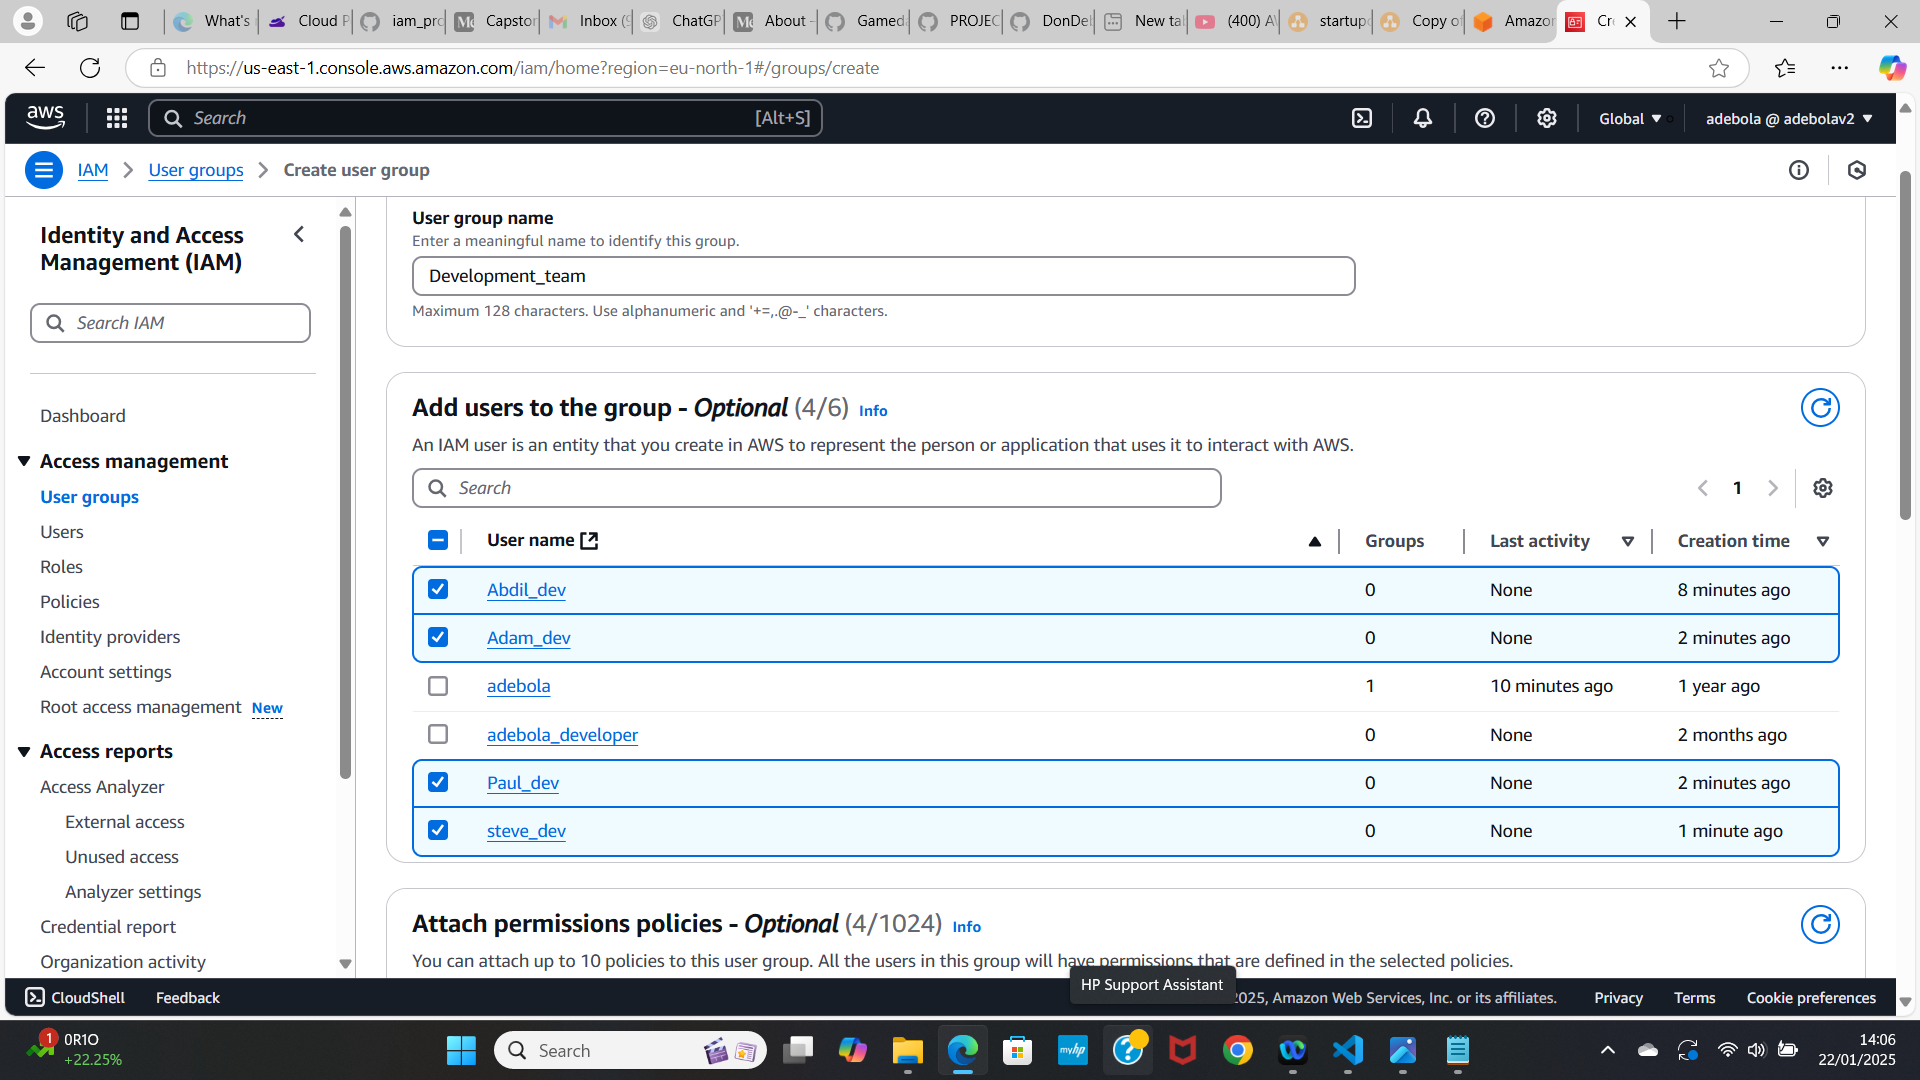 What's
Cloud P
iam_pro
Capstor
Inbox (9
ChatGP
About -
Gameda
PROJEC
DonDel
New tab
(400) A
startup
Copy of
Amazor
Cre
https://us-east-1.console.aws.amazon.com/iam/home?region=eu-north-1#/groups/create
aws
Search
[Alt+S]
Global
adebola @ adebolav2
IAM
User groups
Create user group
Identity and Access
Management (IAM)
Search IAM
Dashboard
Access management
User groups
Users
Roles
Policies
Identity providers
Account settings
Root access management New
Access reports
Access Analyzer
External access
Unused access
Analyzer settings
Credential report
Organization activity
User group name
Enter a meaningful name to identify this group.
Development_team
Maximum 128 characters. Use alphanumeric and '+=,.@-_' characters.
Add users to the group - Optional (4/6) Info
An IAM user is an entity that you create in AWS to represent the person or application that uses it to interact with AWS.
Search
1
User name Groups Last activity Creation time
Abdil_dev 0 None 8 minutes ago
Adam_dev 0 None 2 minutes ago
adebola 1 10 minutes ago 1 year ago
adebola_developer 0 None 2 months ago
Paul_dev 0 None 2 minutes ago
steve_dev 0 None 1 minute ago
Attach permissions policies - Optional (4/1024) Info
You can attach up to 10 policies to this user group. All the users in this group will have permissions that are defined in the selected policies.
HP Support Assistant
CloudShell
Feedback
2025, Amazon Web Services, Inc. or its affiliates.
Privacy
Terms
Cookie preferences
1
0R1O
+22.25%
Search
myhp
14:06
22/01/2025